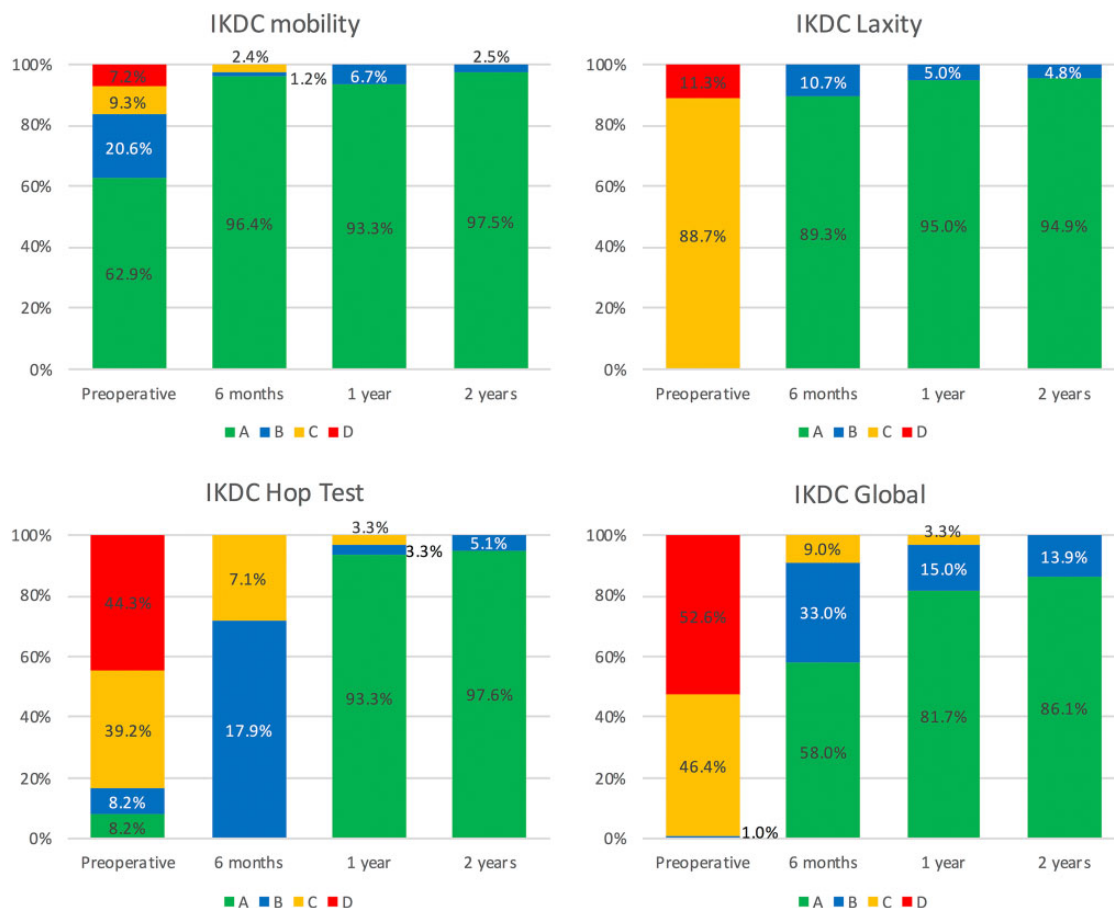 IKDC mobility
2.4% 2.5%
100%
7.2% 1.2% 6.7%
9.3%
80%
20.6%
60%
96.4% 93.3% 97.5%
40%
62.9%
20%
0%
Preoperative 6 months 1 year 2 years
A B C D
IKDC Laxity
100%
11.3% 10.7% 5.0% 4.8%
80%
60%
88.7% 89.3% 95.0% 94.9%
40%
20%
0%
Preoperative 6 months 1 year 2 years
A B C D
IKDC Hop Test
3.3%
100%
3.3% 5.1%
7.1%
80%
44.3%
60%
93.3% 97.6%
40%
39.2% 17.9%
20%
8.2%
0%
8.2%
Preoperative 6 months 1 year 2 years
A B C D
IKDC Global
3.3%
100%
9.0% 15.0% 13.9%
80%
52.6% 33.0%
60%
81.7% 86.1%
40%
46.4% 58.0%
20%
0%
1.0%
Preoperative 6 months 1 year 2 years
A B C D